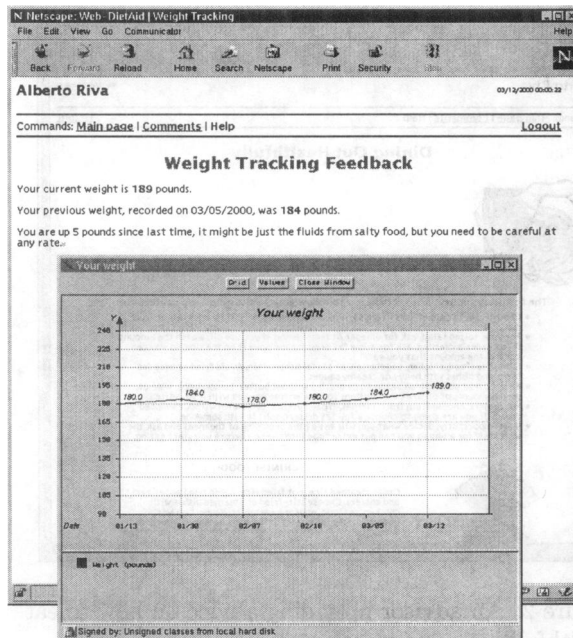 N Netscape: Web-DietAid | Weight Tracking
File Edit View Go Communicator Help
Back Forward Reload Home Search Netscape Print Security Stop
Alberto Riva 03/12/2000 00:00:22
Commands: Main page | Comments | Help Logout
Weight Tracking Feedback
Your current weight is 189 pounds.
Your previous weight, recorded on 03/05/2000, was 184 pounds.
You are up 5 pounds since last time, it might be just the fluids from salty food, but you need to be careful at
any rate.
Your weight
Grid Values Close Window
Your weight
Y
240
225
210
195
180
165
150
135
120
105
90
180.0 184.0 178.0 180.0 184.0 189.0
Date 01/13 01/30 02/07 02/18 03/05 03/12
Weight (pounds)
Signed by: Unsigned classes from local hard disk.